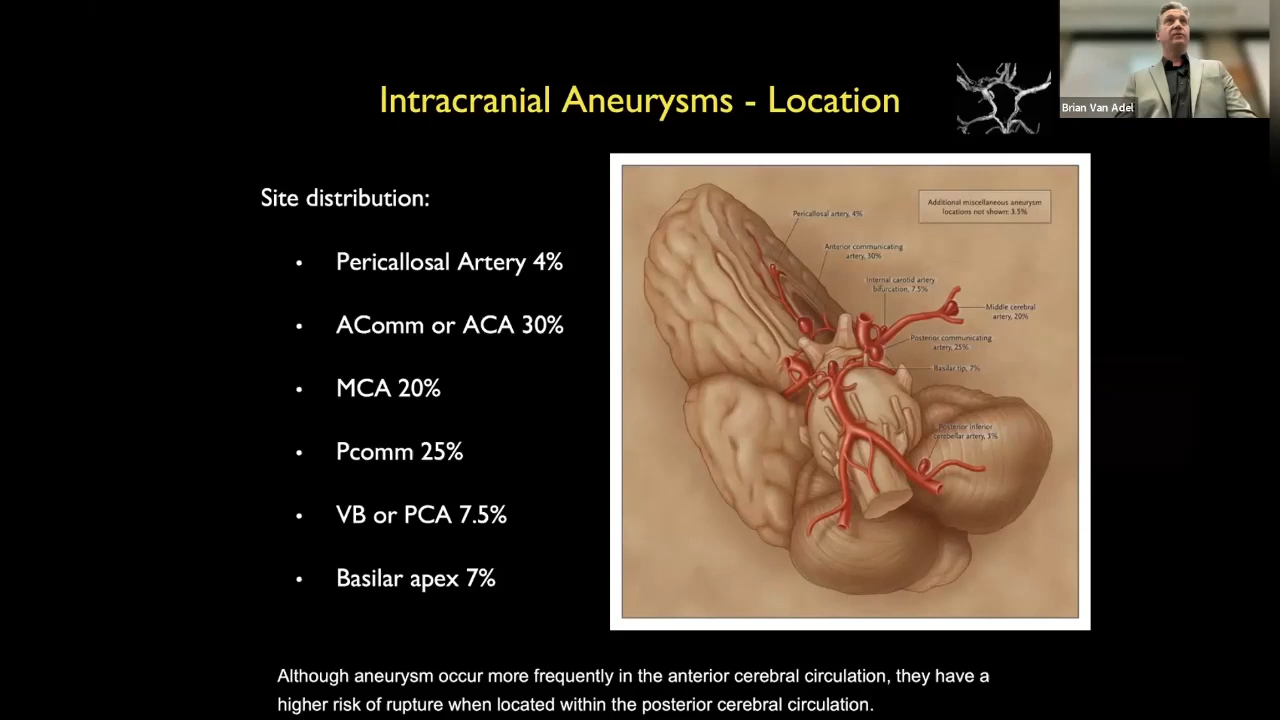 Intracranial Aneurysms - Location
Brian Van Adel
Site distribution:
• Pericallosal Artery 4%
• AComm or ACA 30%
• MCA 20%
• Pcomm 25%
• VB or PCA 7.5%
• Basilar apex 7%
Additional miscellaneous aneurysm
locations not shown: 3.5%
Pericallosal artery, 4%
Anterior communicating
artery, 30%
Internal carotid artery
bifurcation, 7.5%
Middle cerebral
artery, 20%
Posterior communicating
artery, 25%
Basilar tip, 7%
Posterior inferior
cerebellar artery, 3%
Although aneurysm occur more frequently in the anterior cerebral circulation, they have a
higher risk of rupture when located within the posterior cerebral circulation.